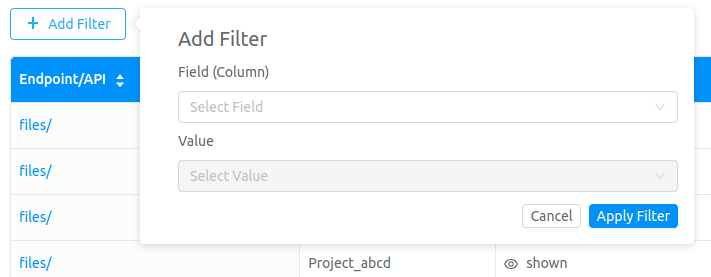 + Add Filter
Add Filter
Field (Column)
Select Field
Value
Select Value
Cancel Apply Filter
Endpoint/API
files/
files/
files/
files/ Project_abcd shown